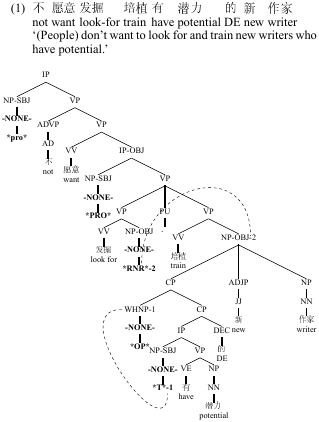 (1) 不 愿意 发掘 培植 有 潜力 的 新 作家
not want look-for train have potential DE new writer
‘(People) don’t want to look for and train new writers who
have potential.’
IP
NP-SBJ VP
-NONE- ADVP VP
*pro* AD VV IP-OBJ
不 愿意
not want NP-SBJ VP
-NONE-
*PRO* VP PU VP
VV NP-OBJ 、 VV NP-OBJ-2
发掘 -NONE- 培植
look for *RNR*-2 train
CP ADJP NP
WHNP-1 CP JJ NN
-NONE- IP DEC 新 作家
*OP* NP-SBJ VP 的 new writer
-NONE- VE NP DE
*T*-1 有 NN
have 潜力
potential